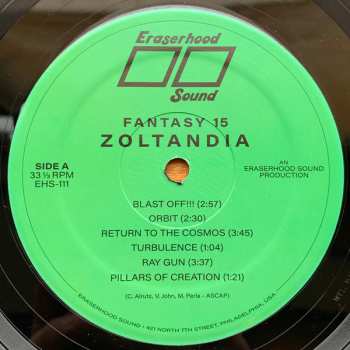 Eraserhood
Sound
FANTASY 15
ZOLTANDIA
SIDE A
33 ⅓ RPM
EHS-111
AN
ERASERHOOD SOUND
PRODUCTION
BLAST OFF!!! (2:57)
ORBIT (2:30)
RETURN TO THE COSMOS (3:45)
TURBULENCE (1:04)
RAY GUN (3:37)
PILLARS OF CREATION (1:21)
(C. Alruta, V. John, M. Perla - ASCAP)
ERASERHOOD SOUND • 421 NORTH 7TH STREET, PHILADELPHIA, USA